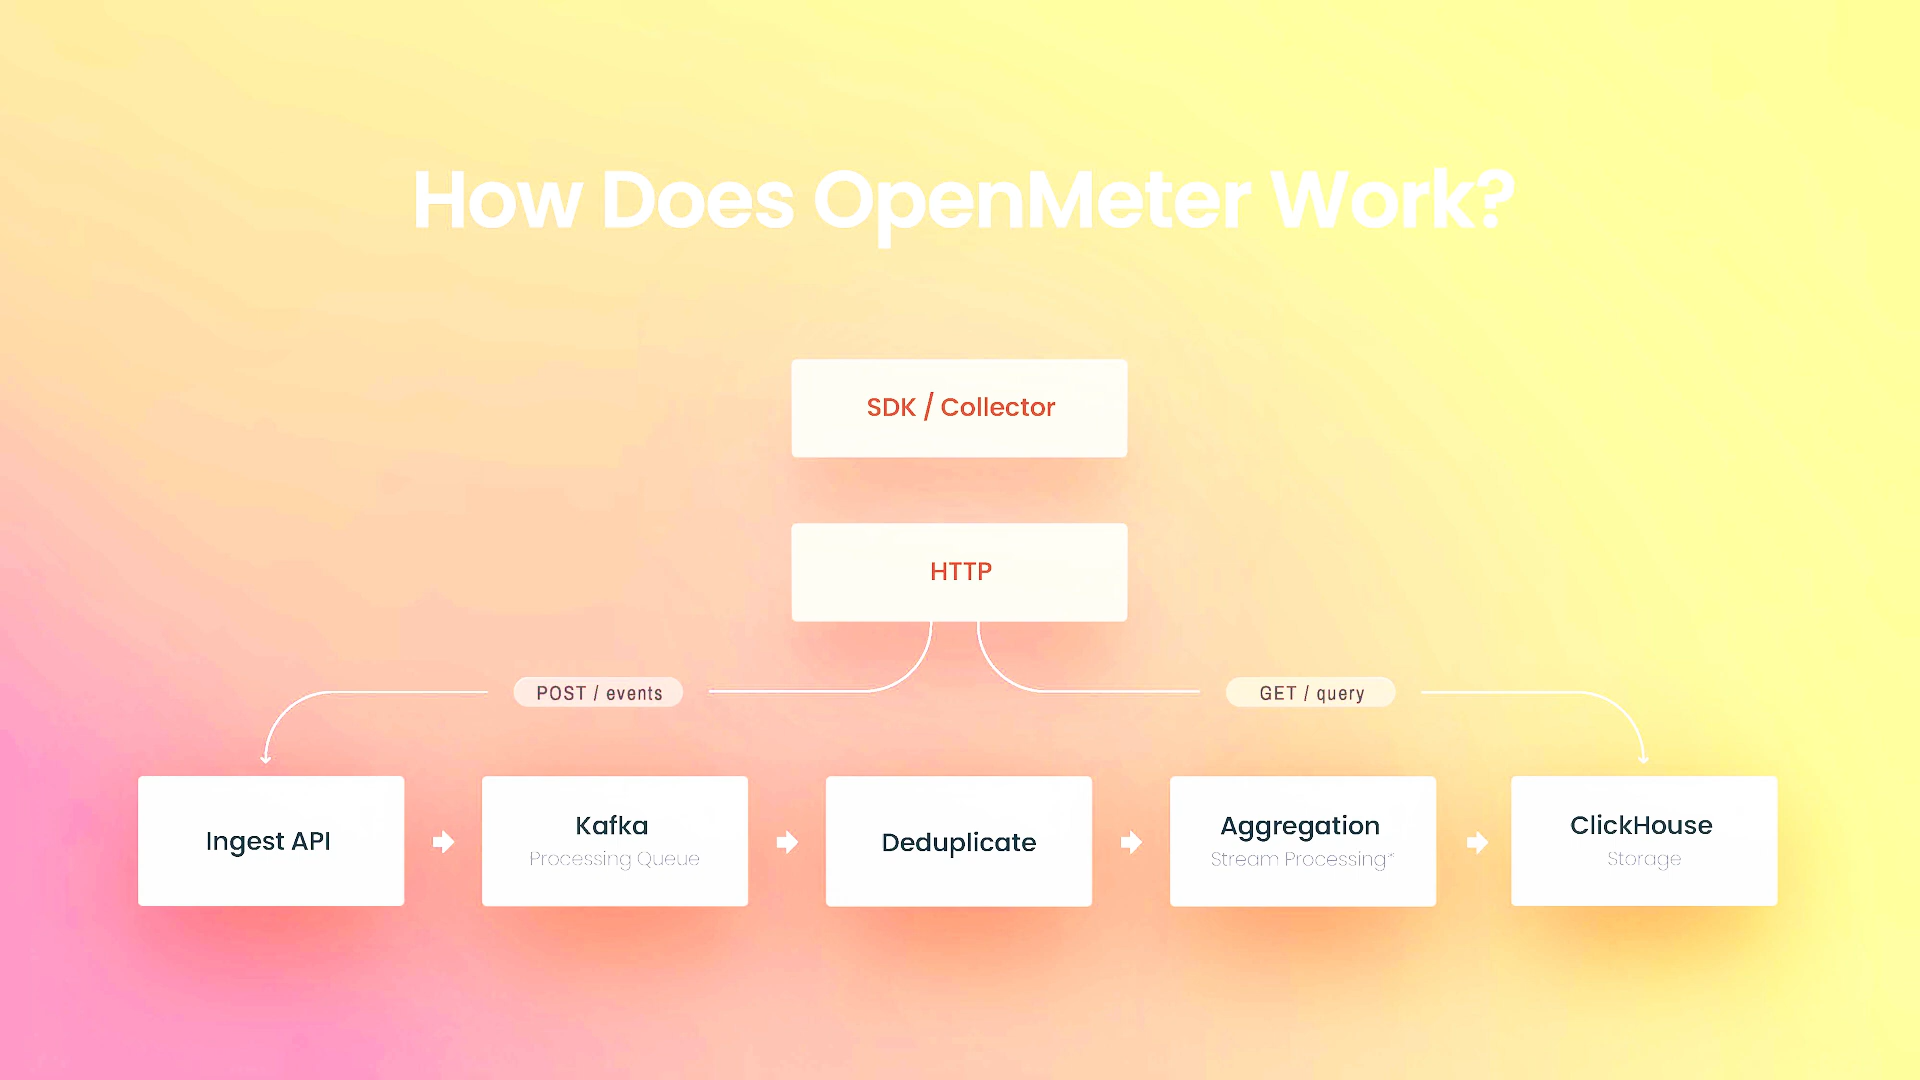 How Does OpenMeter Work?
SDK / Collector
HTTP
POST / events
GET / query
Ingest API
Kafka
Processing Queue
Deduplicate
Aggregation
Stream Processing*
ClickHouse
Storage